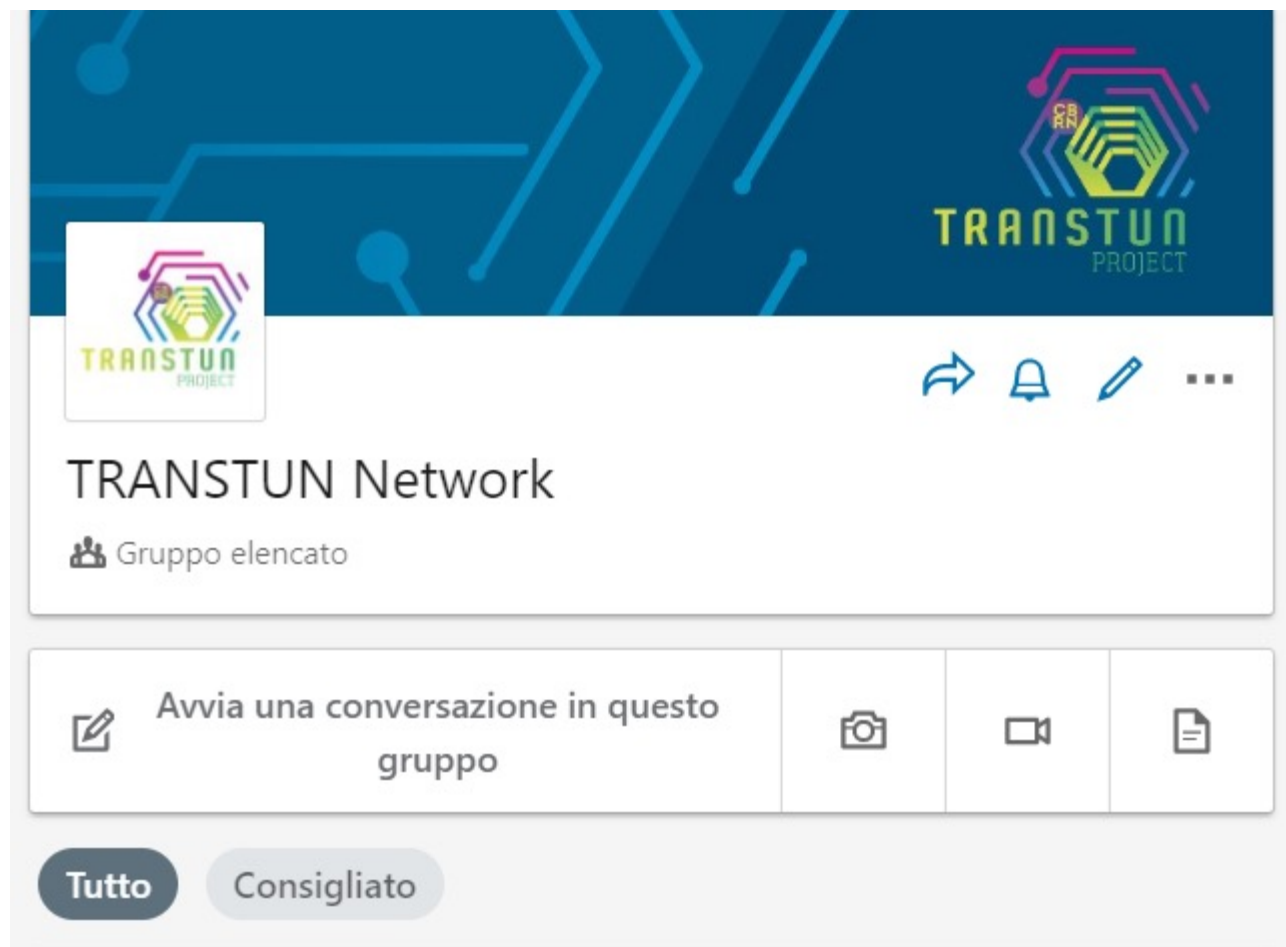 CB
RN
TRANSTUN
PROJECT
TRANSTUN
PROJECT
TRANSTUN Network
Gruppo elencato
Avvia una conversazione in questo
gruppo
Tutto
Consigliato